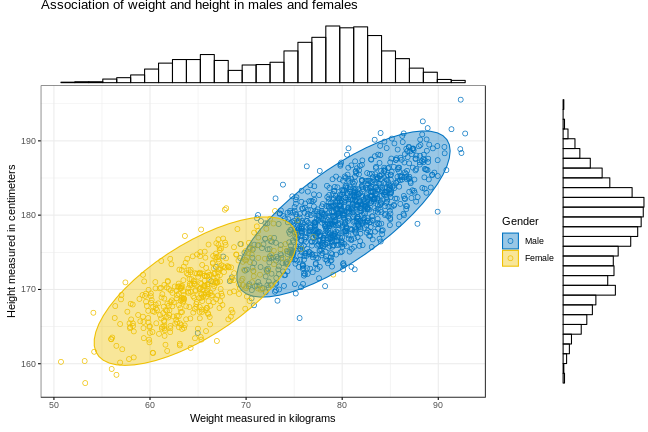 Association of weight and height in males and females
Height measured in centimeters
190
180
170
160
50 60 70 80 90
Weight measured in kilograms
Gender
Male
Female